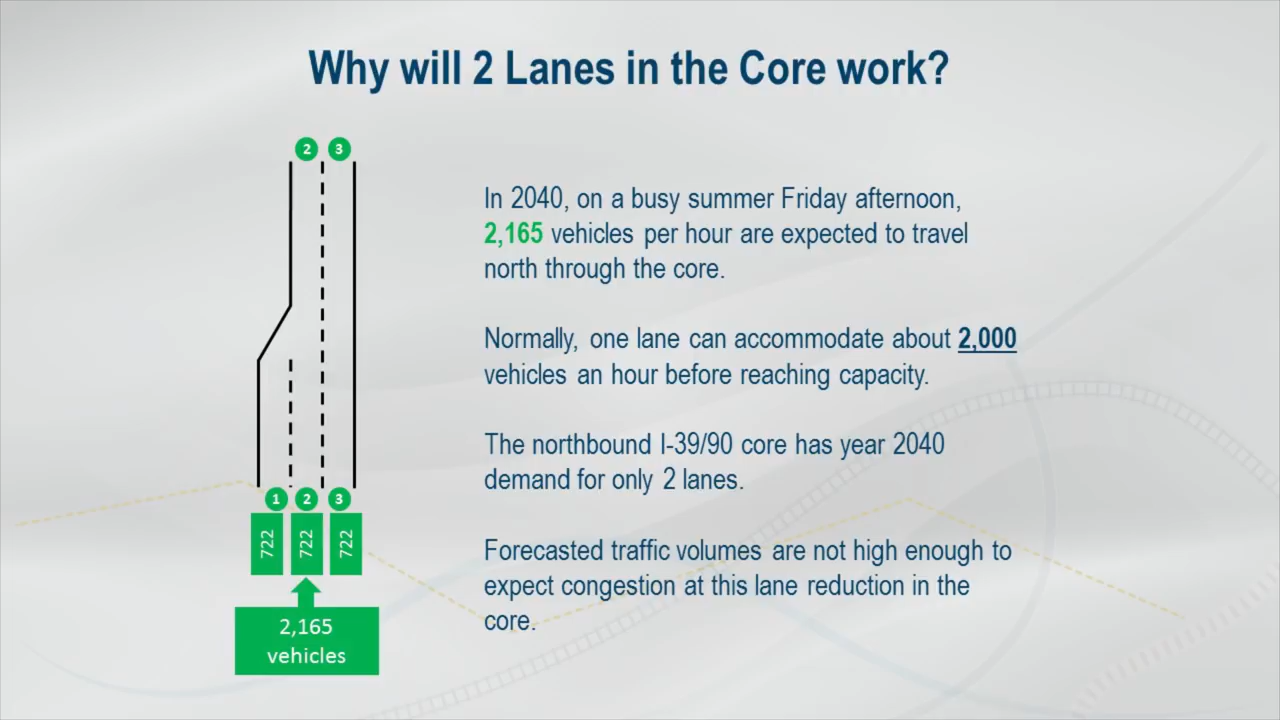 Why will 2 Lanes in the Core work?
2 3
In 2040, on a busy summer Friday afternoon,
2,165 vehicles per hour are expected to travel
north through the core.
Normally, one lane can accommodate about 2,000
vehicles an hour before reaching capacity.
The northbound I-39/90 core has year 2040
demand for only 2 lanes.
Forecasted traffic volumes are not high enough to
expect congestion at this lane reduction in the
core.
1 2 3
722 722 722
2,165
vehicles